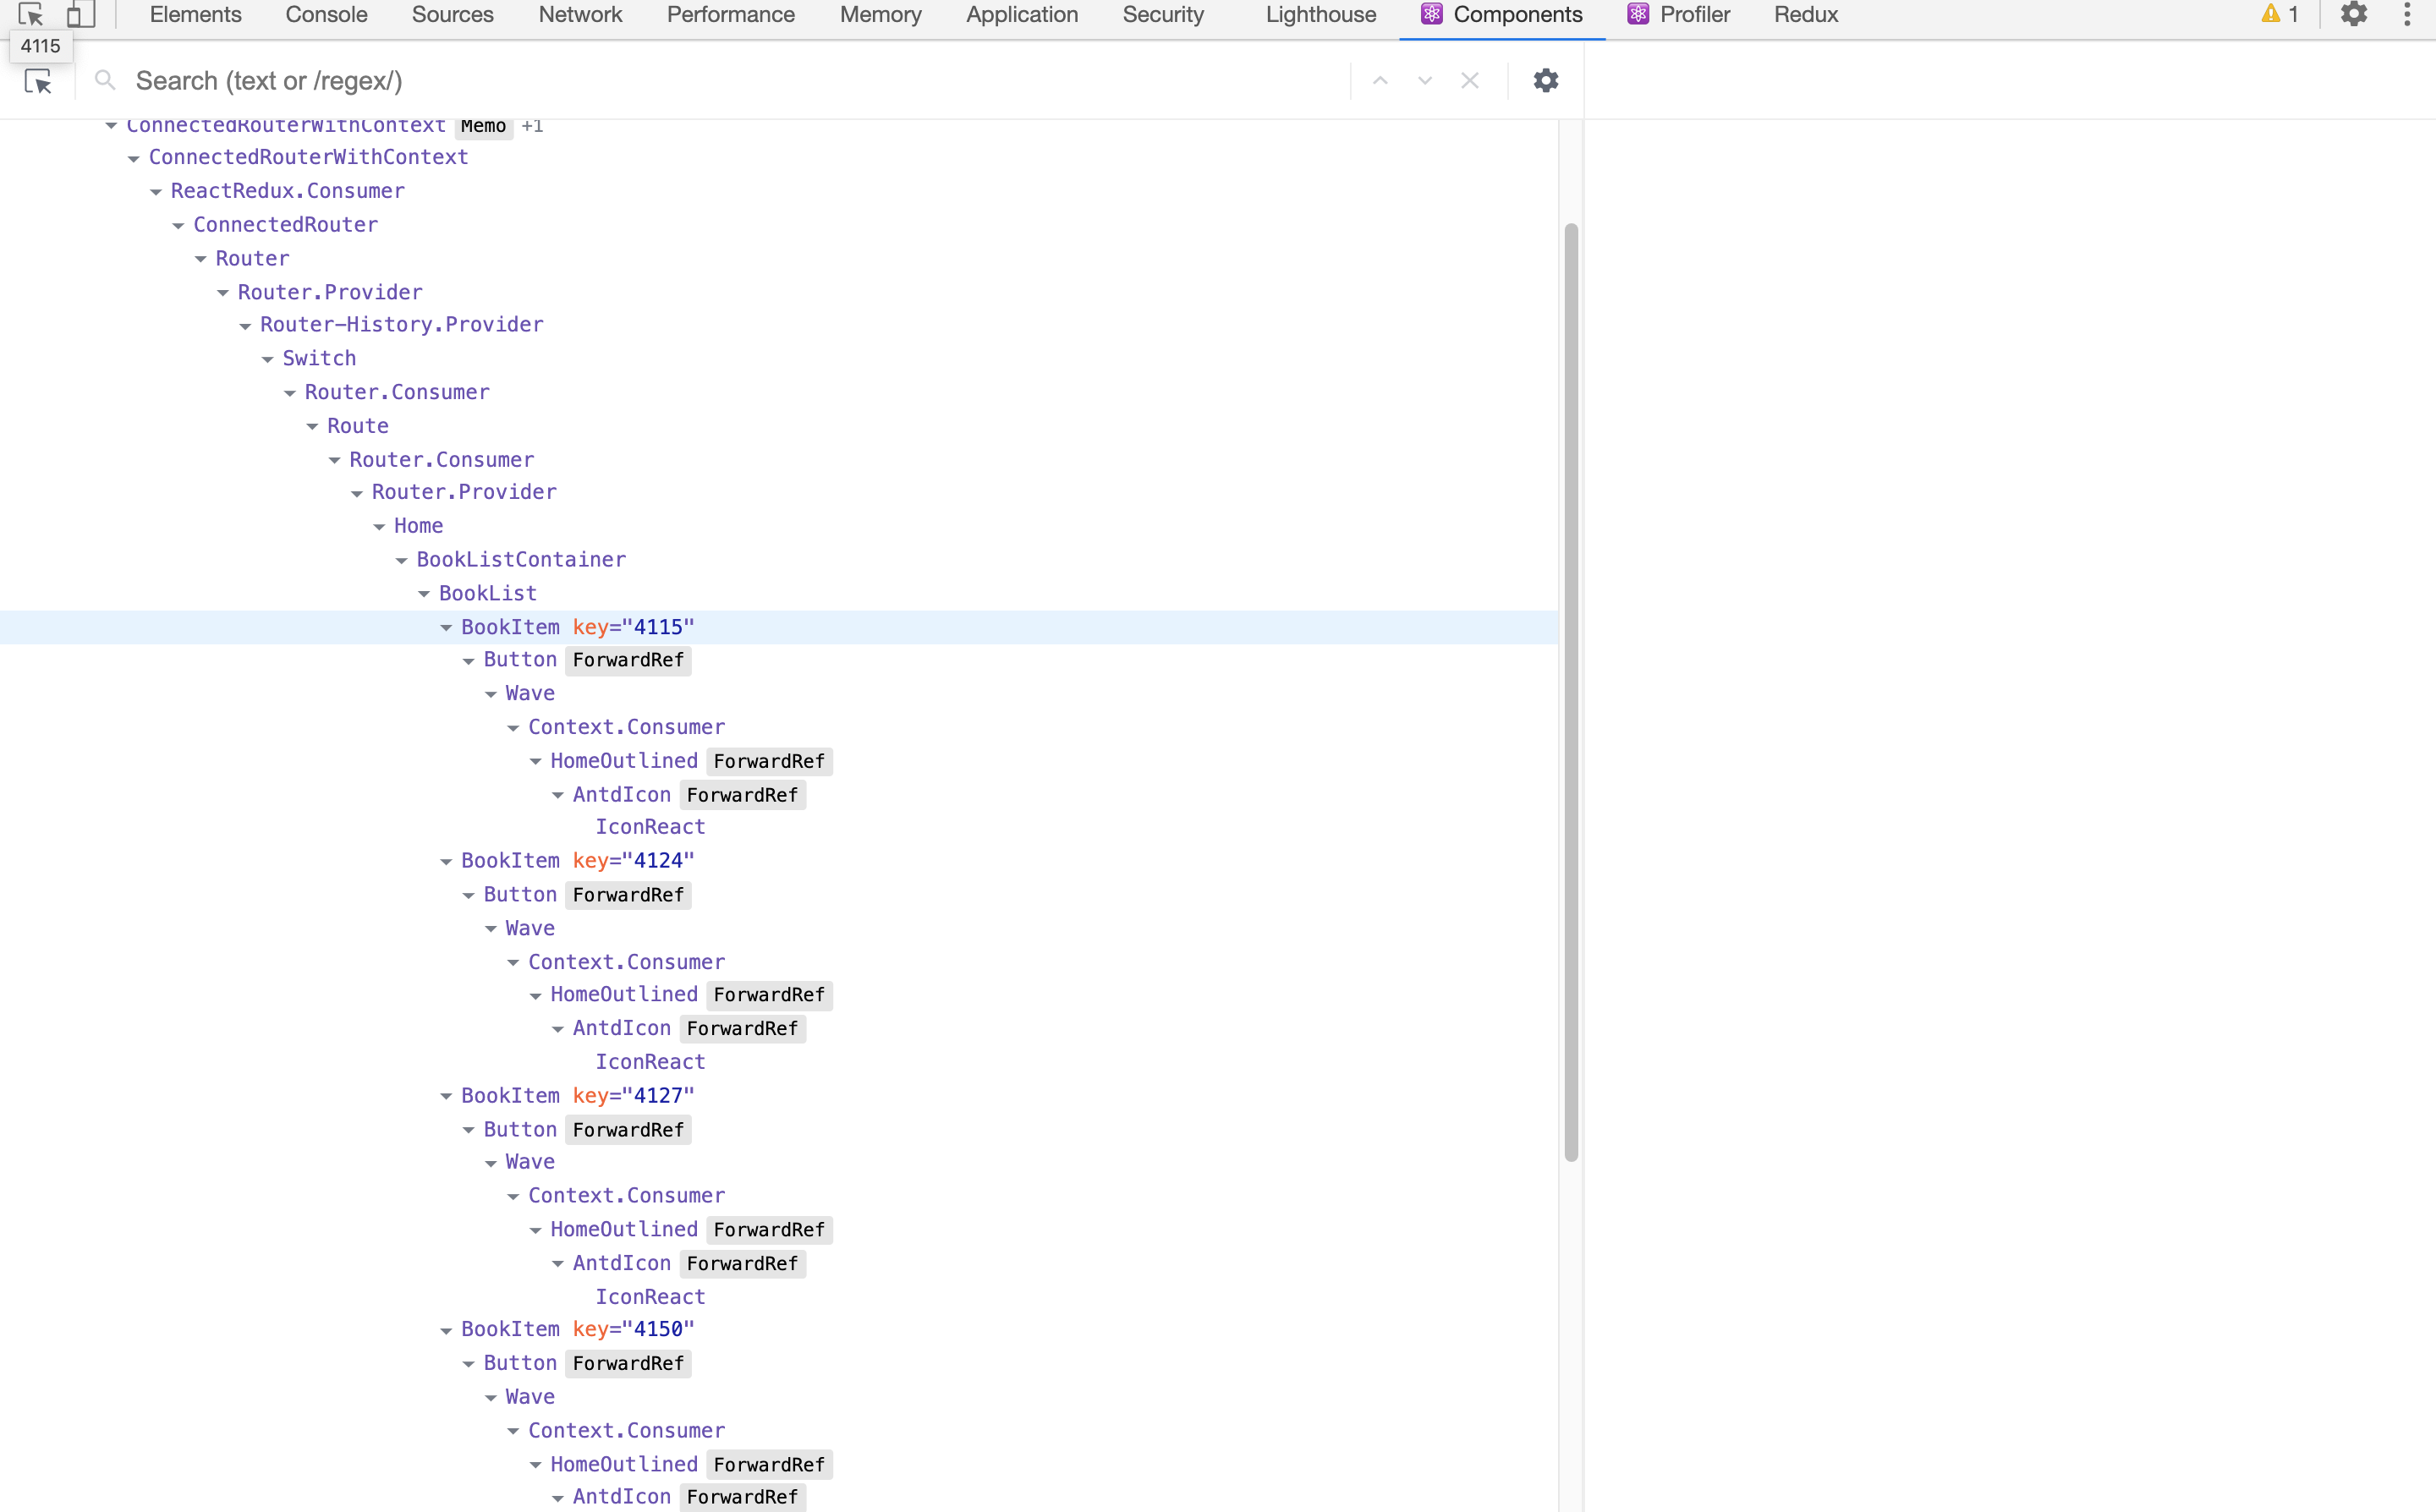 Elements Console Sources Network Performance Memory Application Security Lighthouse Components Profiler Redux 1
4115
Search (text or /regex/)
ConnectedRouterWithContext Memo +1
ConnectedRouterWithContext
ReactRedux.Consumer
ConnectedRouter
Router
Router.Provider
Router-History.Provider
Switch
Router.Consumer
Route
Router.Consumer
Router.Provider
Home
BookListContainer
BookList
BookItem key="4115"
Button ForwardRef
Wave
Context.Consumer
HomeOutlined ForwardRef
AntdIcon ForwardRef
IconReact
BookItem key="4124"
Button ForwardRef
Wave
Context.Consumer
HomeOutlined ForwardRef
AntdIcon ForwardRef
IconReact
BookItem key="4127"
Button ForwardRef
Wave
Context.Consumer
HomeOutlined ForwardRef
AntdIcon ForwardRef
IconReact
BookItem key="4150"
Button ForwardRef
Wave
Context.Consumer
HomeOutlined ForwardRef
AntdIcon ForwardRef